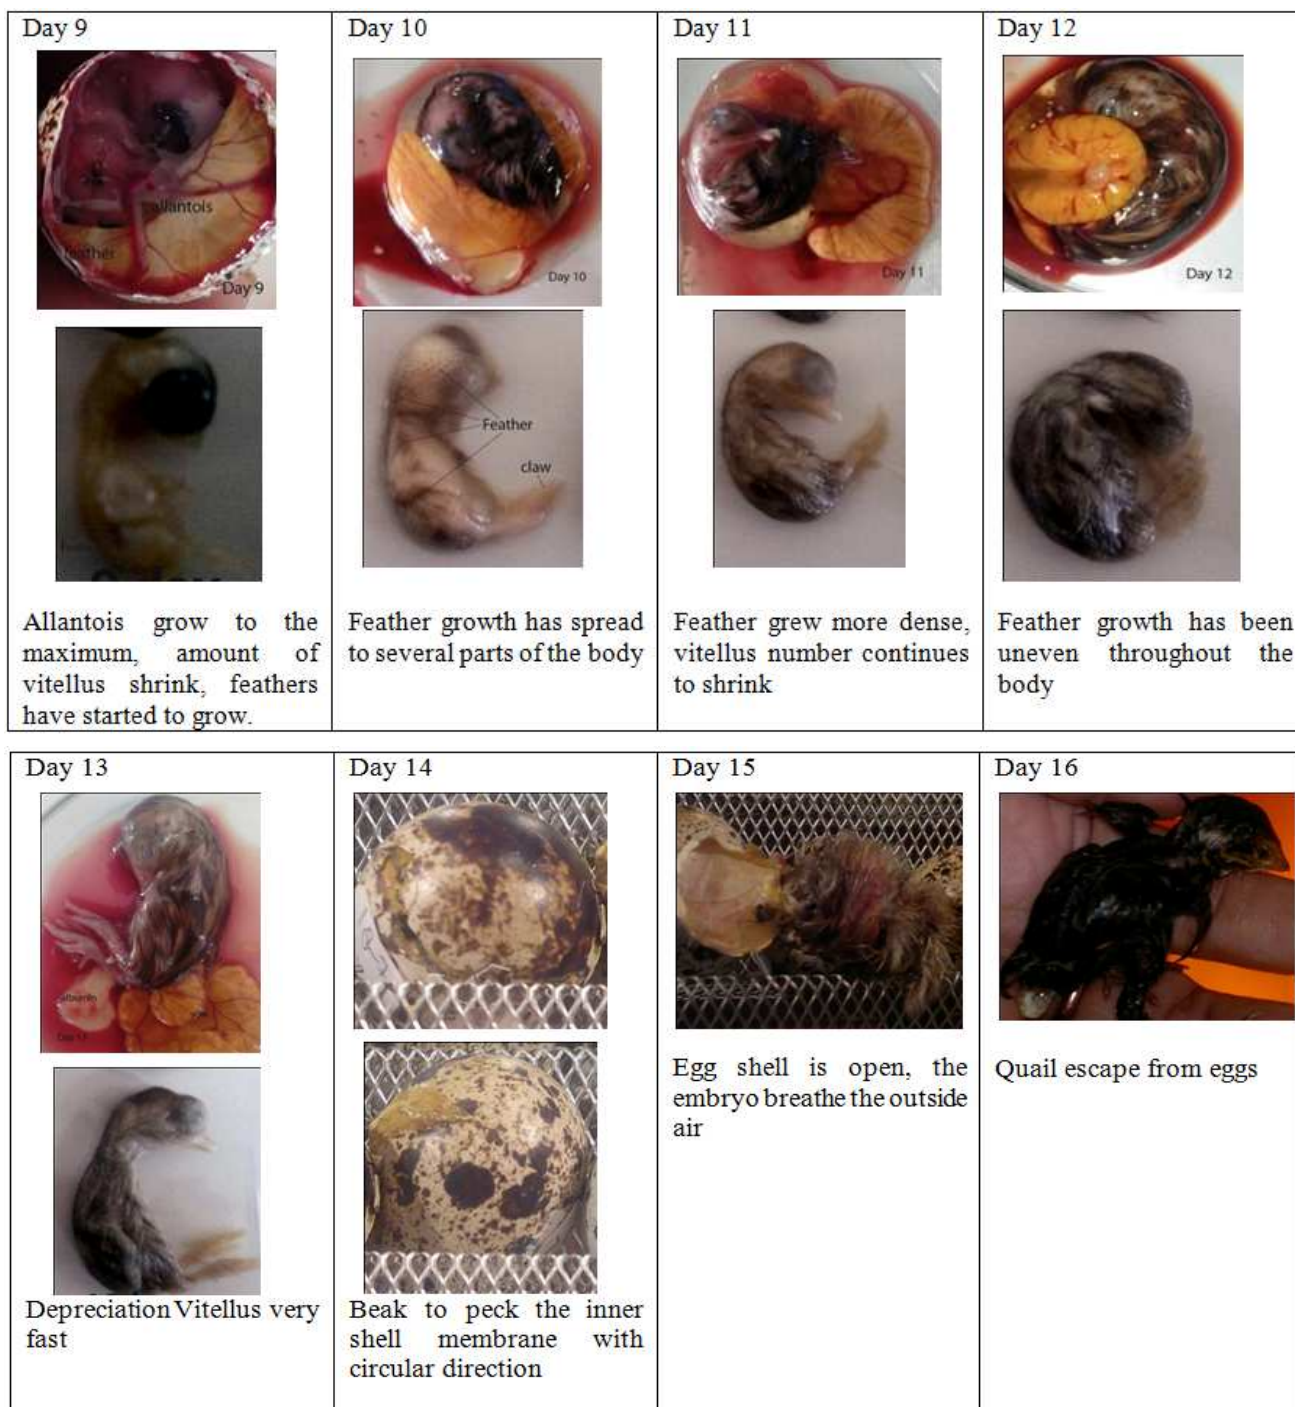 Day 9
allantois
feather
Day 9
Allantois grow to the
maximum, amount of
vitellus shrink, feathers
have started to grow.
Day 10
Day 10
Feather
claw
Feather growth has spread
to several parts of the body
Day 11
Day 11
Feather grew more dense,
vitellus number continues
to shrink
Day 12
Day 12
Feather growth has been
uneven throughout the
body
Day 13
albumin
Depreciation Vitellus very
fast
Day 14
Beak to peck the inner
shell membrane with
circular direction
Day 15
Egg shell is open, the
embryo breathe the outside
air
Day 16
Quail escape from eggs